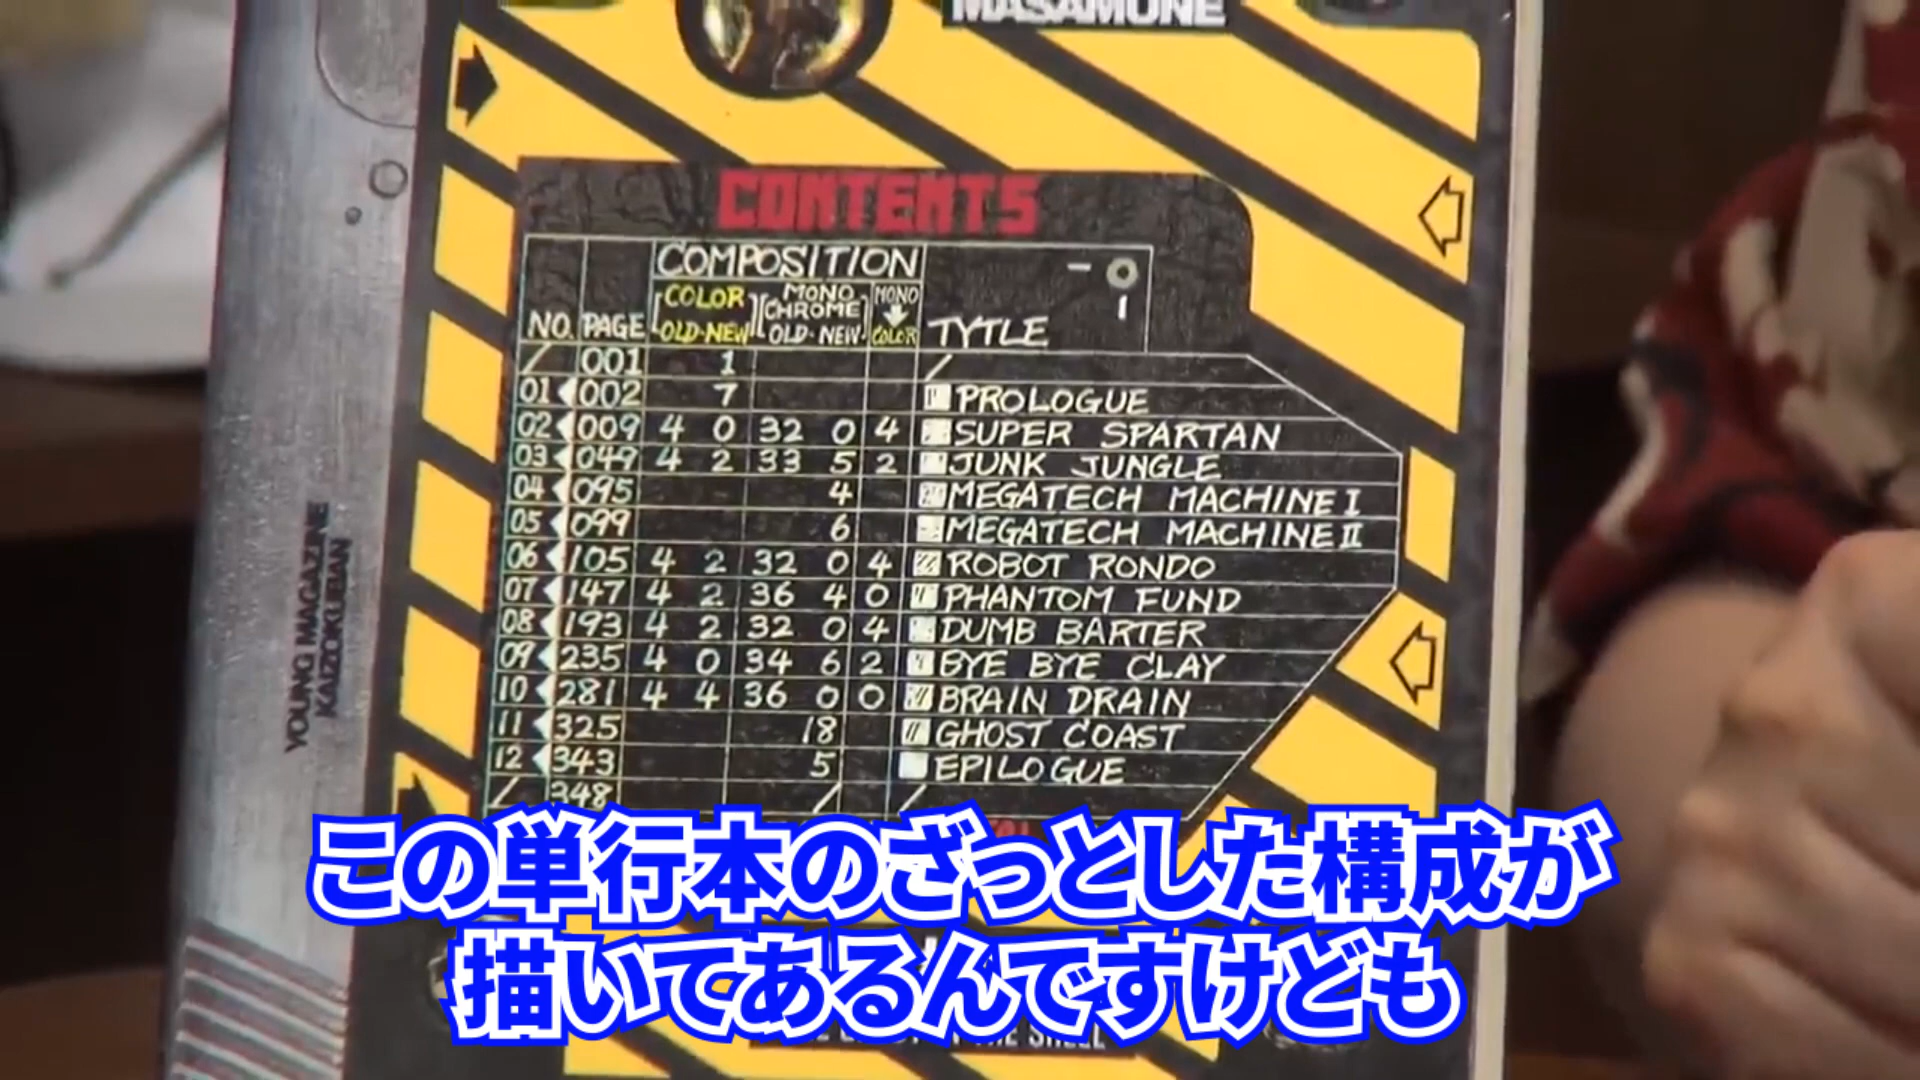 MASAMUNE
CONTENTS
COMPOSITION
COLOR MONO CHROME MONO
NO. PAGE OLD・NEW OLD・NEW COLOR TYTLE
/ 001 1 /
01 002 7 PROLOGUE
02 009 4 0 32 0 4 SUPER SPARTAN
03 049 4 2 33 5 2 JUNK JUNGLE
04 095 4 MEGATECH MACHINE I
05 099 6 MEGATECH MACHINE II
06 105 4 2 32 0 4 ROBOT RONDO
07 147 4 2 36 4 0 PHANTOM FUND
08 193 4 2 32 0 4 DUMB BARTER
09 235 4 0 34 6 2 BYE BYE CLAY
10 281 4 4 36 0 0 BRAIN DRAIN
11 325 18 GHOST COAST
12 343 5 EPILOGUE
/ 348 / /
YOUNG MAGAZINE
KAIZOKUBAN
この単行本のざっとした構成が
描いてあるんですけども